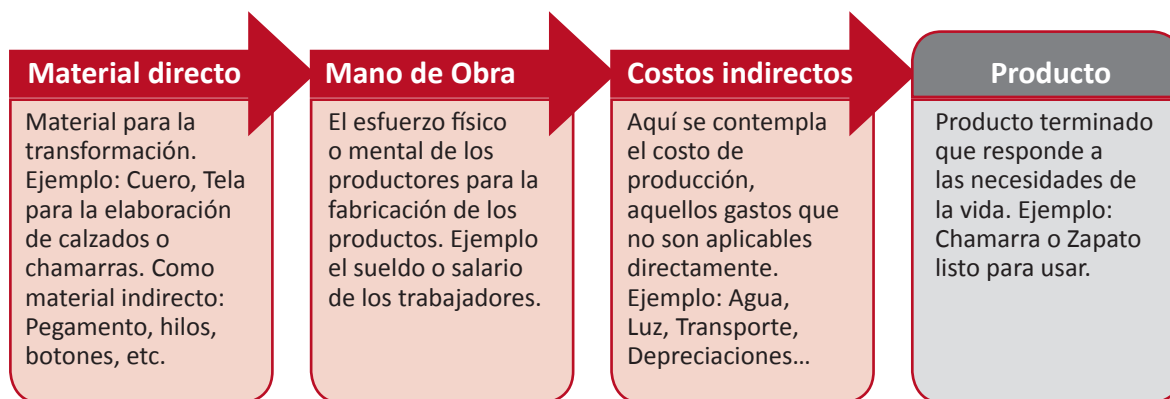 Material directo
Material para la
transformación.
Ejemplo: Cuero, Tela
para la elaboración
de calzados o
chamarras. Como
material indirecto:
Pegamento, hilos,
botones, etc.
Mano de Obra
El esfuerzo físico
o mental de los
productores para la
fabricación de los
productos. Ejemplo
el sueldo o salario
de los trabajadores.
Costos indirectos
Aquí se contempla
el costo de
producción,
aquellos gastos que
no son aplicables
directamente.
Ejemplo: Agua,
Luz, Transporte,
Depreciaciones…
Producto
Producto terminado
que responde a
las necesidades de
la vida. Ejemplo:
Chamarra o Zapato
listo para usar.